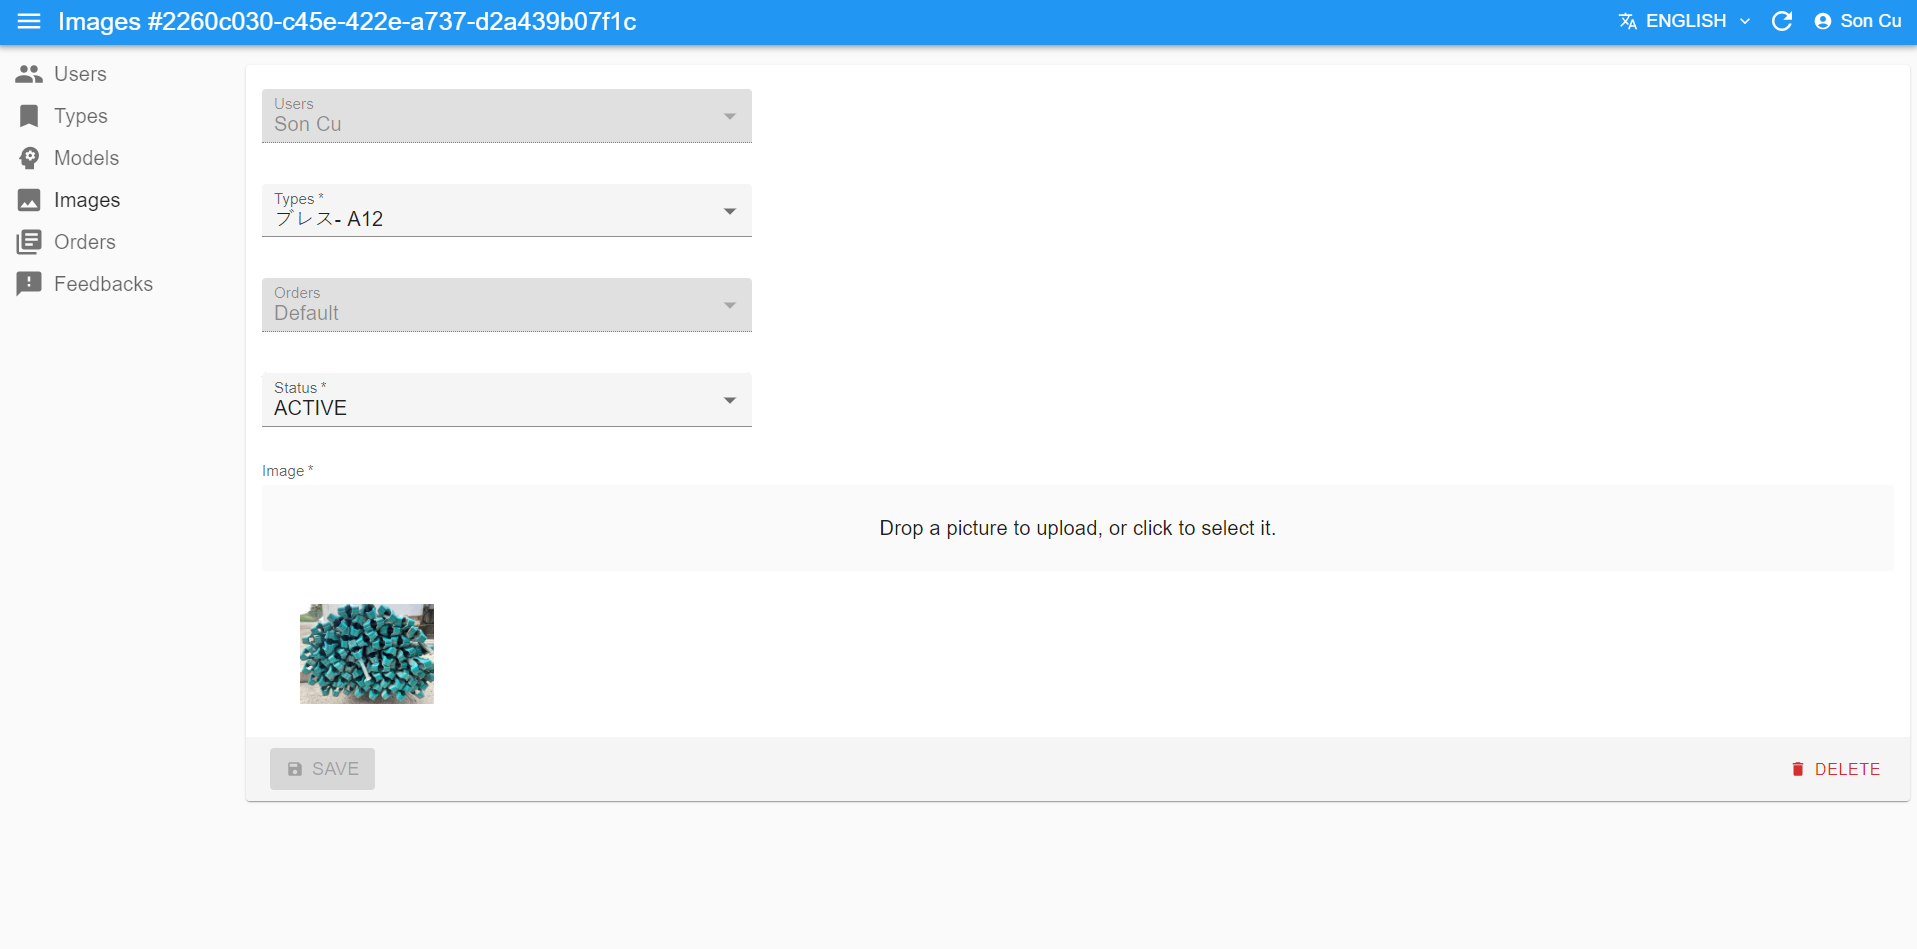 Images #2260c030-c45e-422e-a737-d2a439b07f1c
ENGLISH
Son Cu
Users
Types
Models
Images
Orders
Feedbacks
Users
Son Cu
Types *
ブレス- A12
Orders
Default
Status *
ACTIVE
Image *
Drop a picture to upload, or click to select it.
SAVE
DELETE